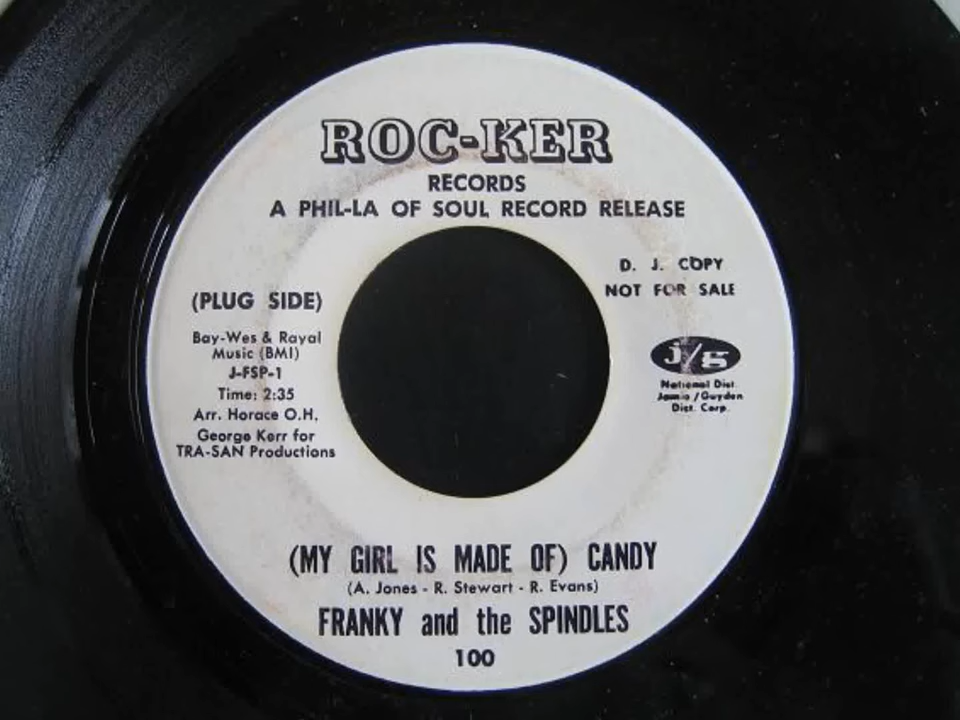 ROC-KER
RECORDS
A PHIL-LA OF SOUL RECORD RELEASE
D. J. COPY
NOT FOR SALE
(PLUG SIDE)
Bay-Wes & Rayal
Music (BMI)
J-FSP-1
Time: 2:35
Arr. Horace O.H.
George Kerr for
TRA-SAN Productions
j/g
National Dist.
Jamie/Guyden
Dist. Corp.
(MY GIRL IS MADE OF) CANDY
(A. Jones - R. Stewart - R. Evans)
FRANKY and the SPINDLES
100